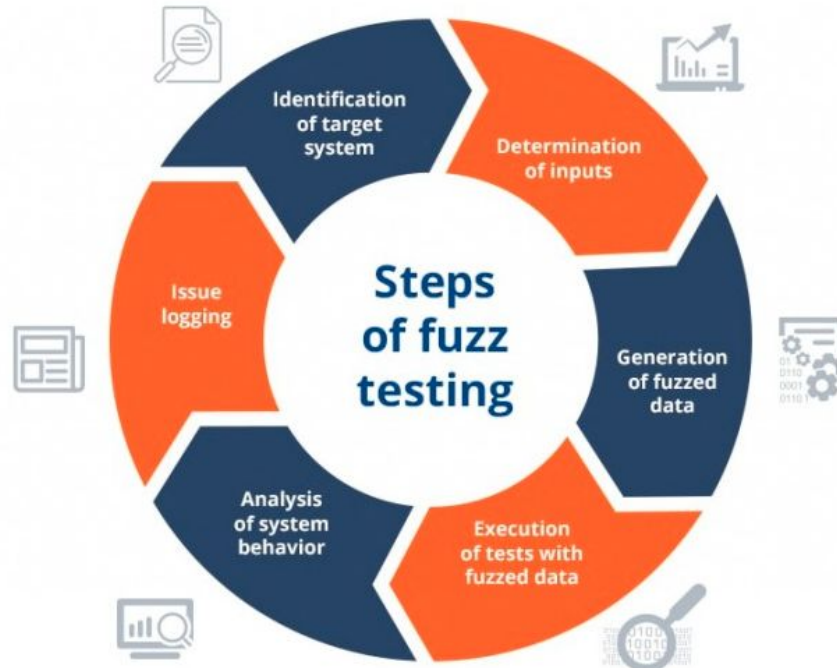 Steps
of fuzz
testing
Identification
of target
system
Determination
of inputs
Generation
of fuzzed
data
Execution
of tests with
fuzzed data
Analysis
of system
behavior
Issue
logging